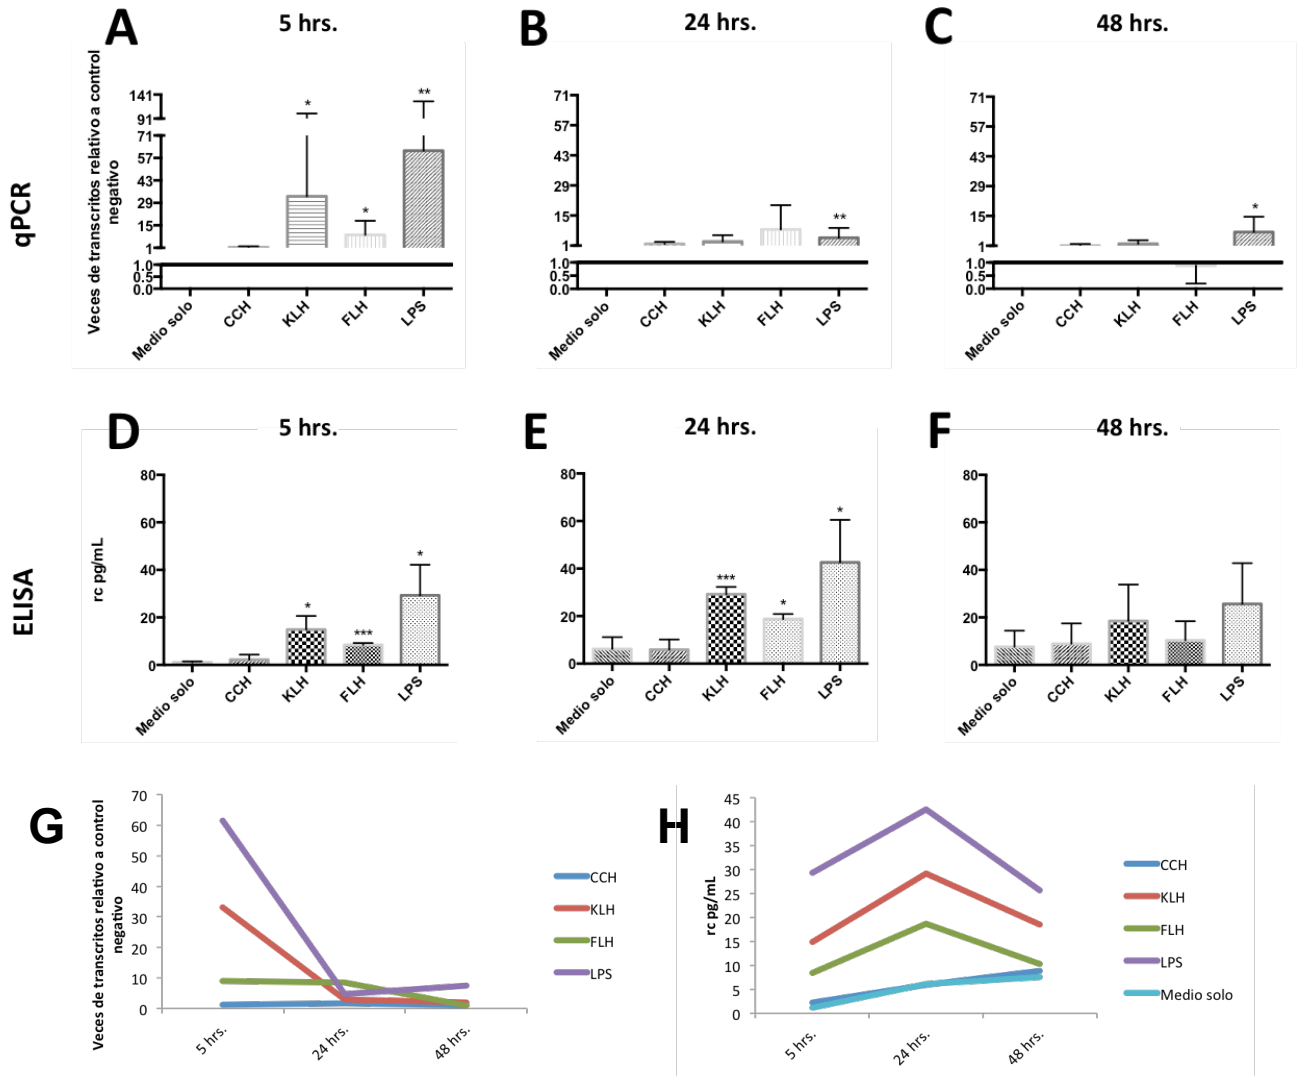 A
5 hrs.
B
24 hrs.
C
48 hrs.
qPCR
Veces de transcritos relativo a control
negativo
141
91
71
57
43
29
15
1
1.0
0.5
0.0
*
*
**
Medio solo
CCH
KLH
FLH
LPS
71
57
43
29
15
1
1.0
0.5
0.0
**
Medio solo
CCH
KLH
FLH
LPS
71
57
43
29
15
1
1.0
0.5
0.0
*
Medio solo
CCH
KLH
FLH
LPS
D
5 hrs.
E
24 hrs.
F
48 hrs.
ELISA
rc pg/mL
80
60
40
20
0
*
***
*
Medio solo
CCH
KLH
FLH
LPS
80
60
40
20
0
***
*
*
Medio solo
CCH
KLH
FLH
LPS
80
60
40
20
0
Medio solo
CCH
KLH
FLH
LPS
G
Veces de transcritos relativo a control
negativo
70
60
50
40
30
20
10
0
5 hrs.
24 hrs.
48 hrs.
CCH
KLH
FLH
LPS
H
rc pg/mL
45
40
35
30
25
20
15
10
5
0
5 hrs.
24 hrs.
48 hrs.
CCH
KLH
FLH
LPS
Medio solo